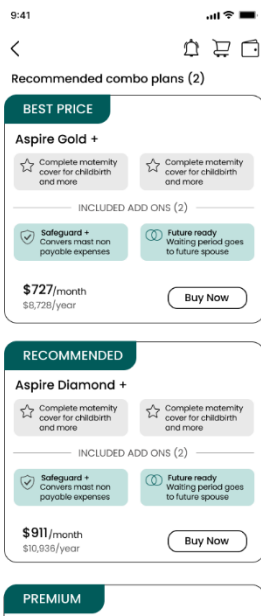 9:41
Recommended combo plans (2)
BEST PRICE
Aspire Gold +
Complete maternity
cover for childbirth
and more
Complete maternity
cover for childbirth
and more
INCLUDED ADD ONS (2)
Safeguard +
Convers mast non
payable expenses
Future ready
Waiting period goes
to future spouse
$727/month
$8,728/year
Buy Now
RECOMMENDED
Aspire Diamond +
Complete maternity
cover for childbirth
and more
Complete maternity
cover for childbirth
and more
INCLUDED ADD ONS (2)
Safeguard +
Convers mast non
payable expenses
Future ready
Waiting period goes
to future spouse
$911/month
$10,936/year
Buy Now
PREMIUM